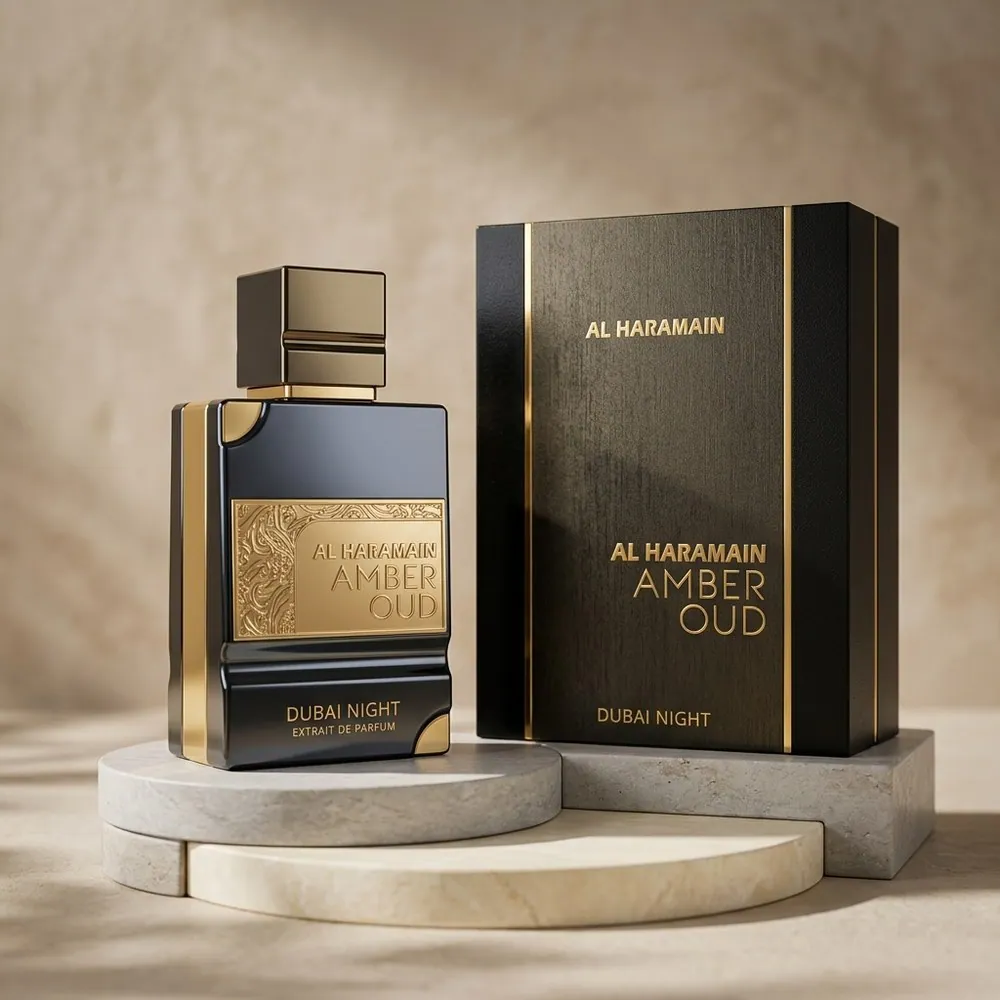 AL HARAMAIN
AMBER
OUD
DUBAI NIGHT
EXTRAIT DE PARFUM
AL HARAMAIN
AL HARAMAIN
AMBER
OUD
DUBAI NIGHT